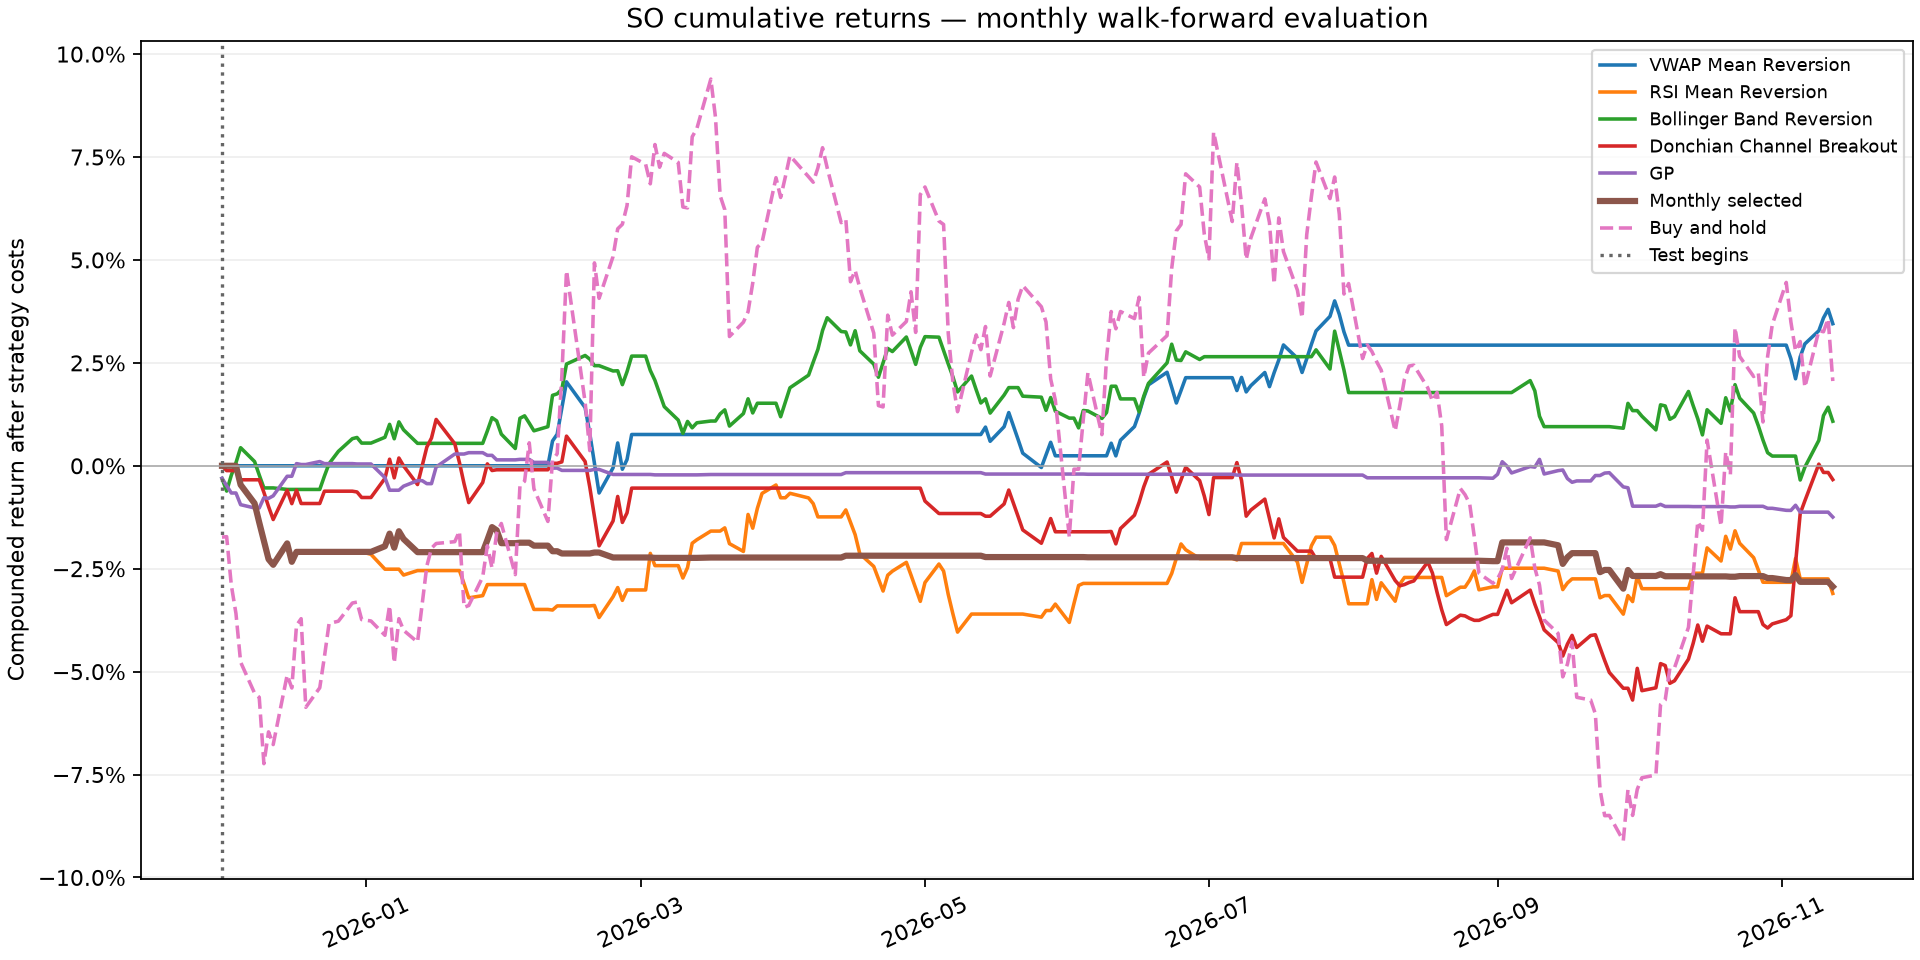 SO cumulative returns — monthly walk-forward evaluation
Compounded return after strategy costs
10.0%
7.5%
5.0%
2.5%
0.0%
−2.5%
−5.0%
−7.5%
−10.0%
VWAP Mean Reversion
RSI Mean Reversion
Bollinger Band Reversion
Donchian Channel Breakout
GP
Monthly selected
Buy and hold
Test begins
2026-01
2026-03
2026-05
2026-07
2026-09
2026-11